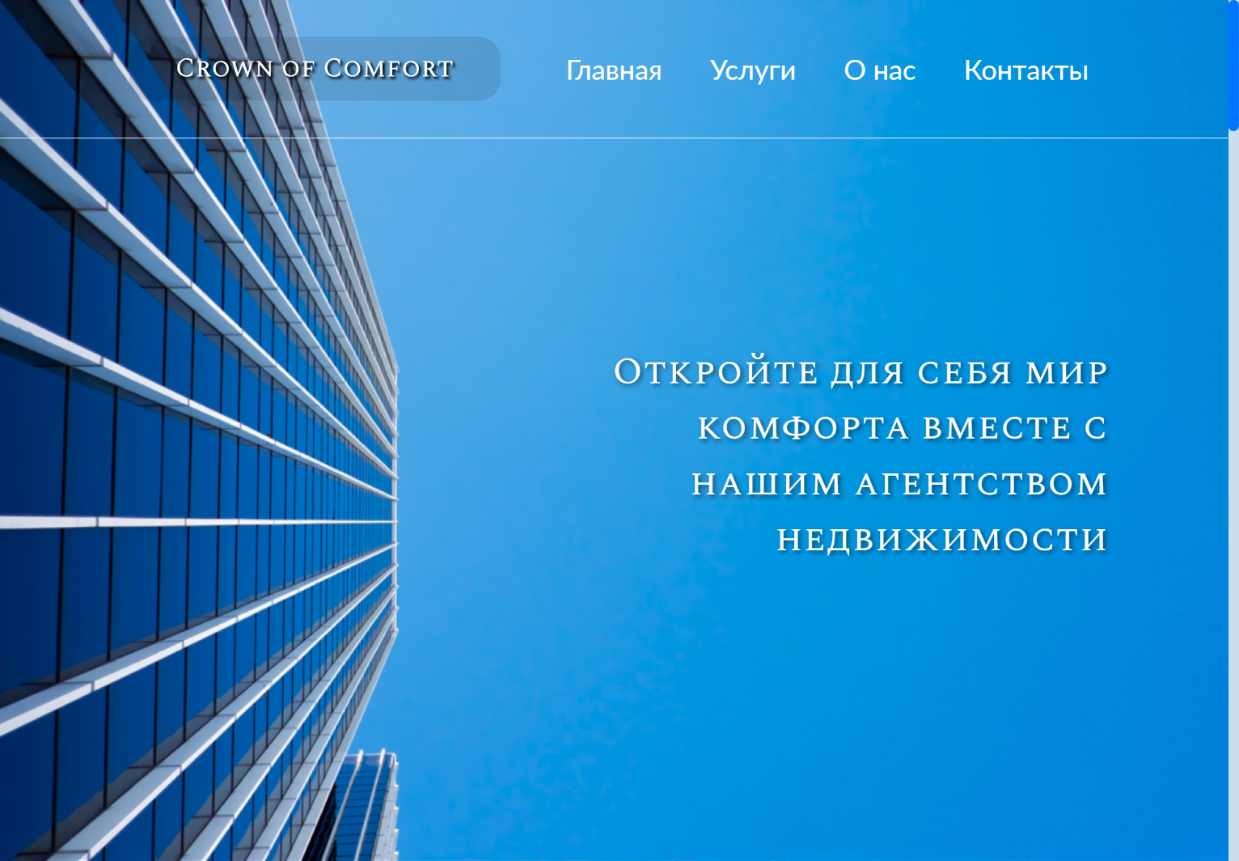 Crown of Comfort
Главная Услуги О нас Контакты
Откройте для себя мир
комфорта вместе с
нашим агентством
недвижимости